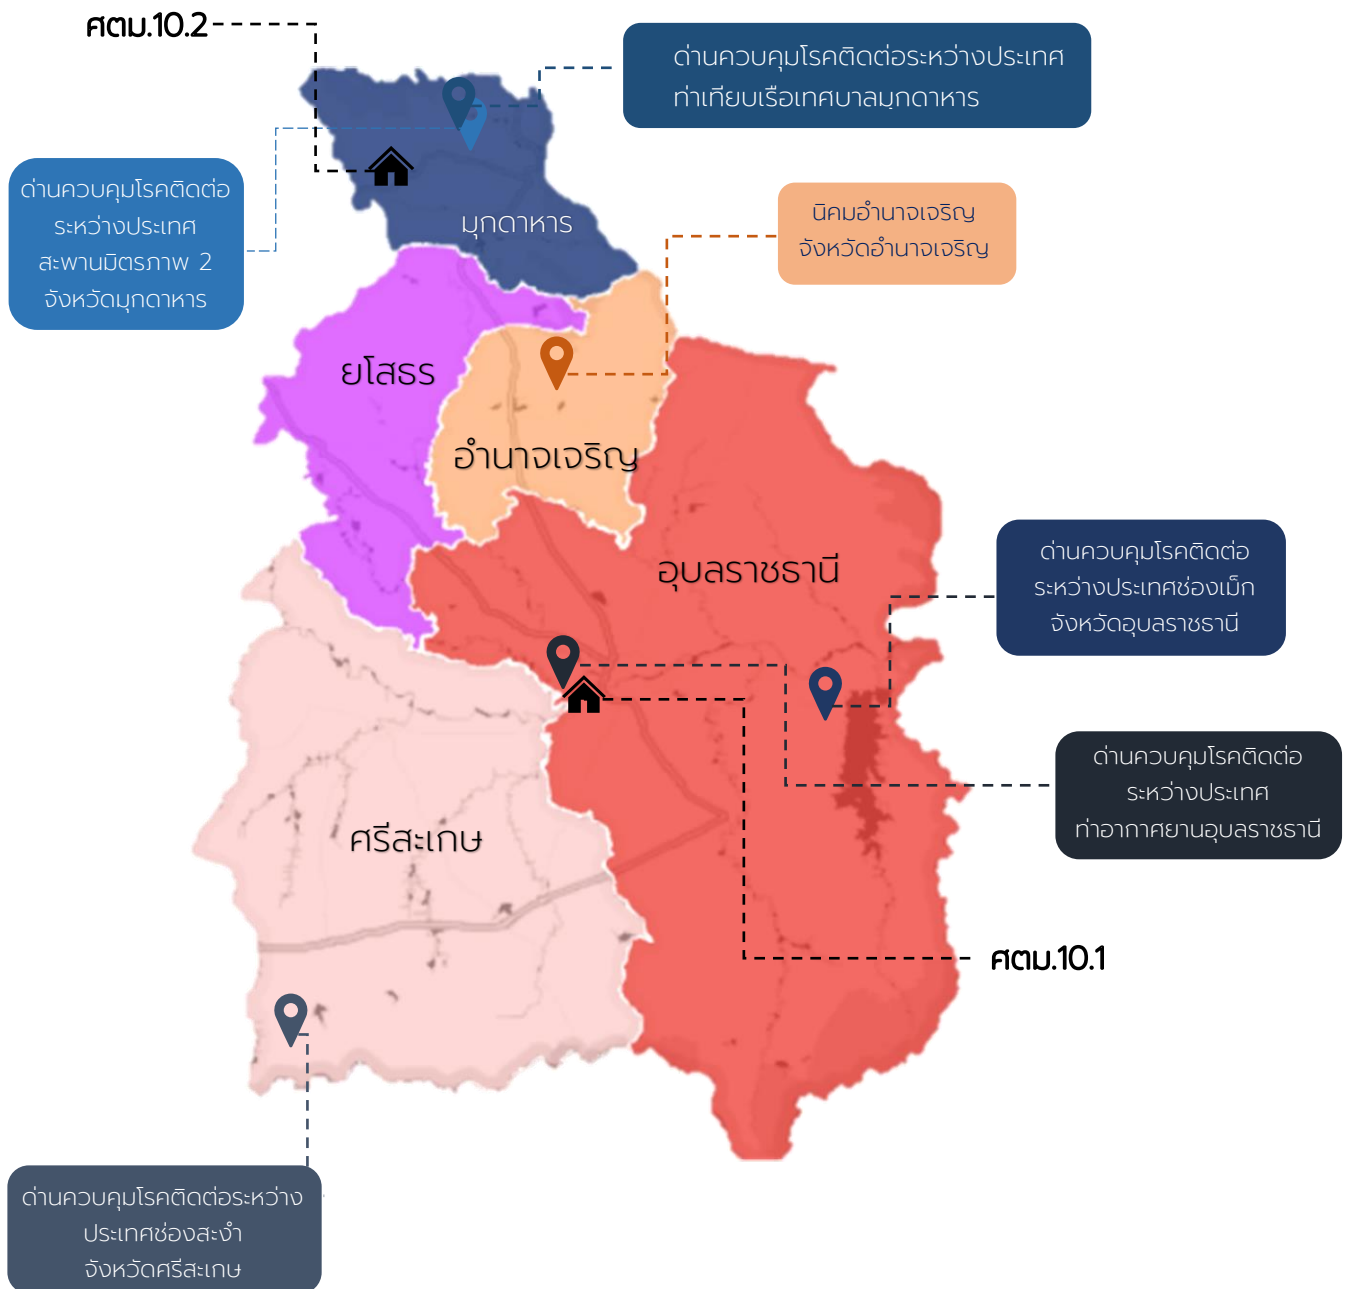 ศตม.10.2
ด่านควบคุมโรคติดต่อระหว่างประเทศ
ท่าเทียบเรือเทศบาลมุกดาหาร
ด่านควบคุมโรคติดต่อ
ระหว่างประเทศ
สะพานมิตรภาพ 2
จังหวัดมุกดาหาร
นิคมอำนาจเจริญ
จังหวัดอำนาจเจริญ
มุกดาหาร
ยโสธร
อำนาจเจริญ
อุบลราชธานี
ด่านควบคุมโรคติดต่อ
ระหว่างประเทศช่องเม็ก
จังหวัดอุบลราชธานี
ด่านควบคุมโรคติดต่อ
ระหว่างประเทศ
ท่าอากาศยานอุบลราชธานี
ศรีสะเกษ
ศตม.10.1
ด่านควบคุมโรคติดต่อระหว่าง
ประเทศช่องสะงำ
จังหวัดศรีสะเกษ